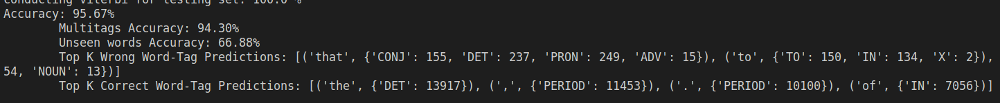 conducting viterbi for testing set: 100.0 %
Accuracy: 95.67%
Multitags Accuracy: 94.30%
Unseen words Accuracy: 66.88%
Top K Wrong Word-Tag Predictions: [('that', {'CONJ': 155, 'DET': 237, 'PRON': 249, 'ADV': 15}), ('to', {'TO': 150, 'IN': 134, 'X': 2}),
54, 'NOUN': 13})]
Top K Correct Word-Tag Predictions: [('the', {'DET': 13917}), (',', {'PERIOD': 11453}), ('.', {'PERIOD': 10100}), ('of', {'IN': 7056})]